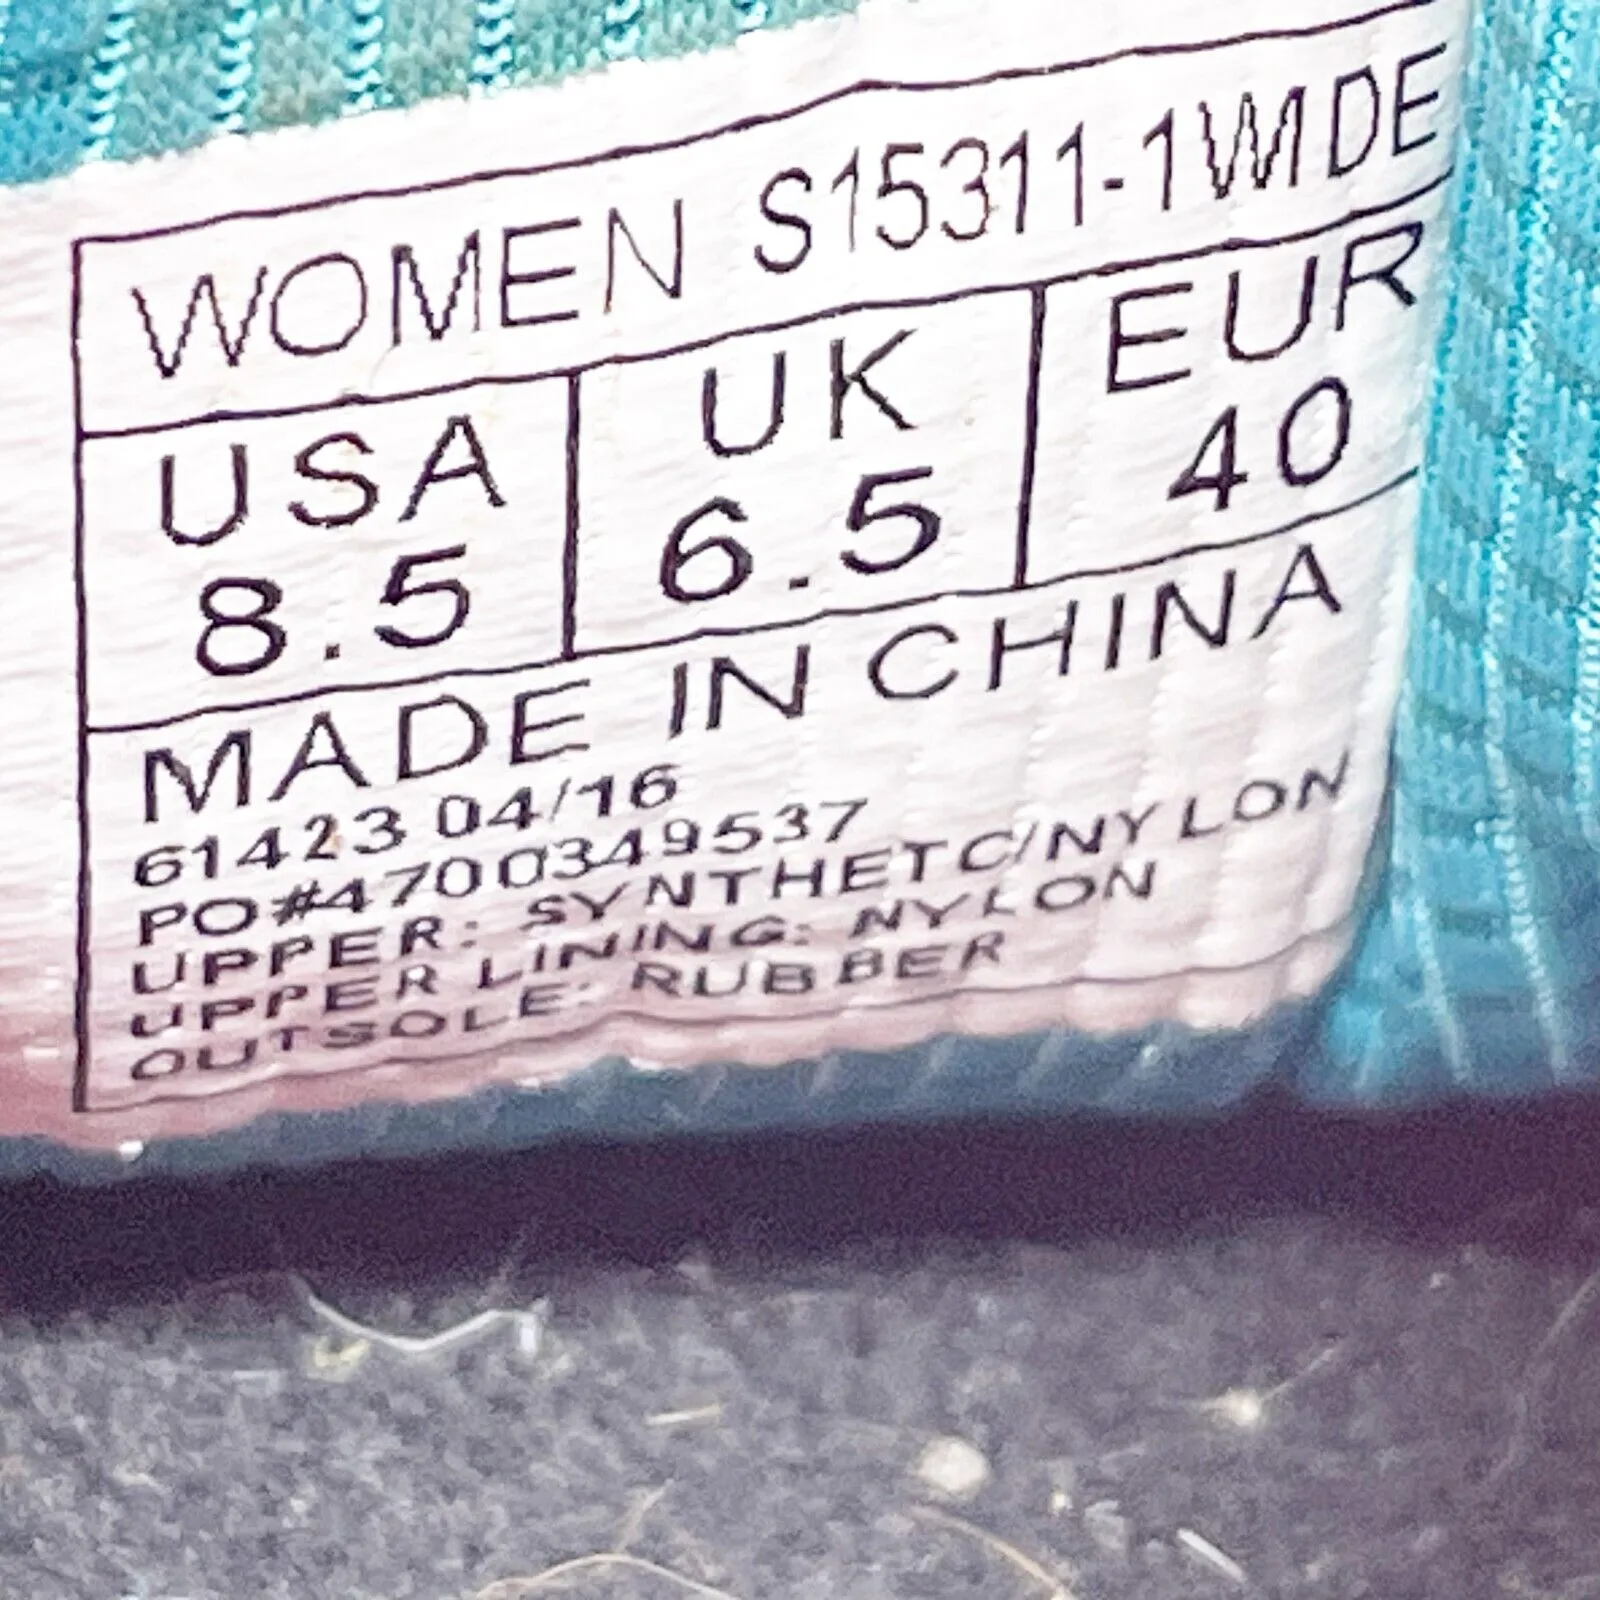 WOMEN S15311-1WIDE
USA UK EUR
8.5 6.5 40
MADE IN CHINA
61423 04/16
PO#4700349537
UPPER: SYNTHETC/NYLON
UPPER LINING: NYLON
OUTSOLE: RUBBER